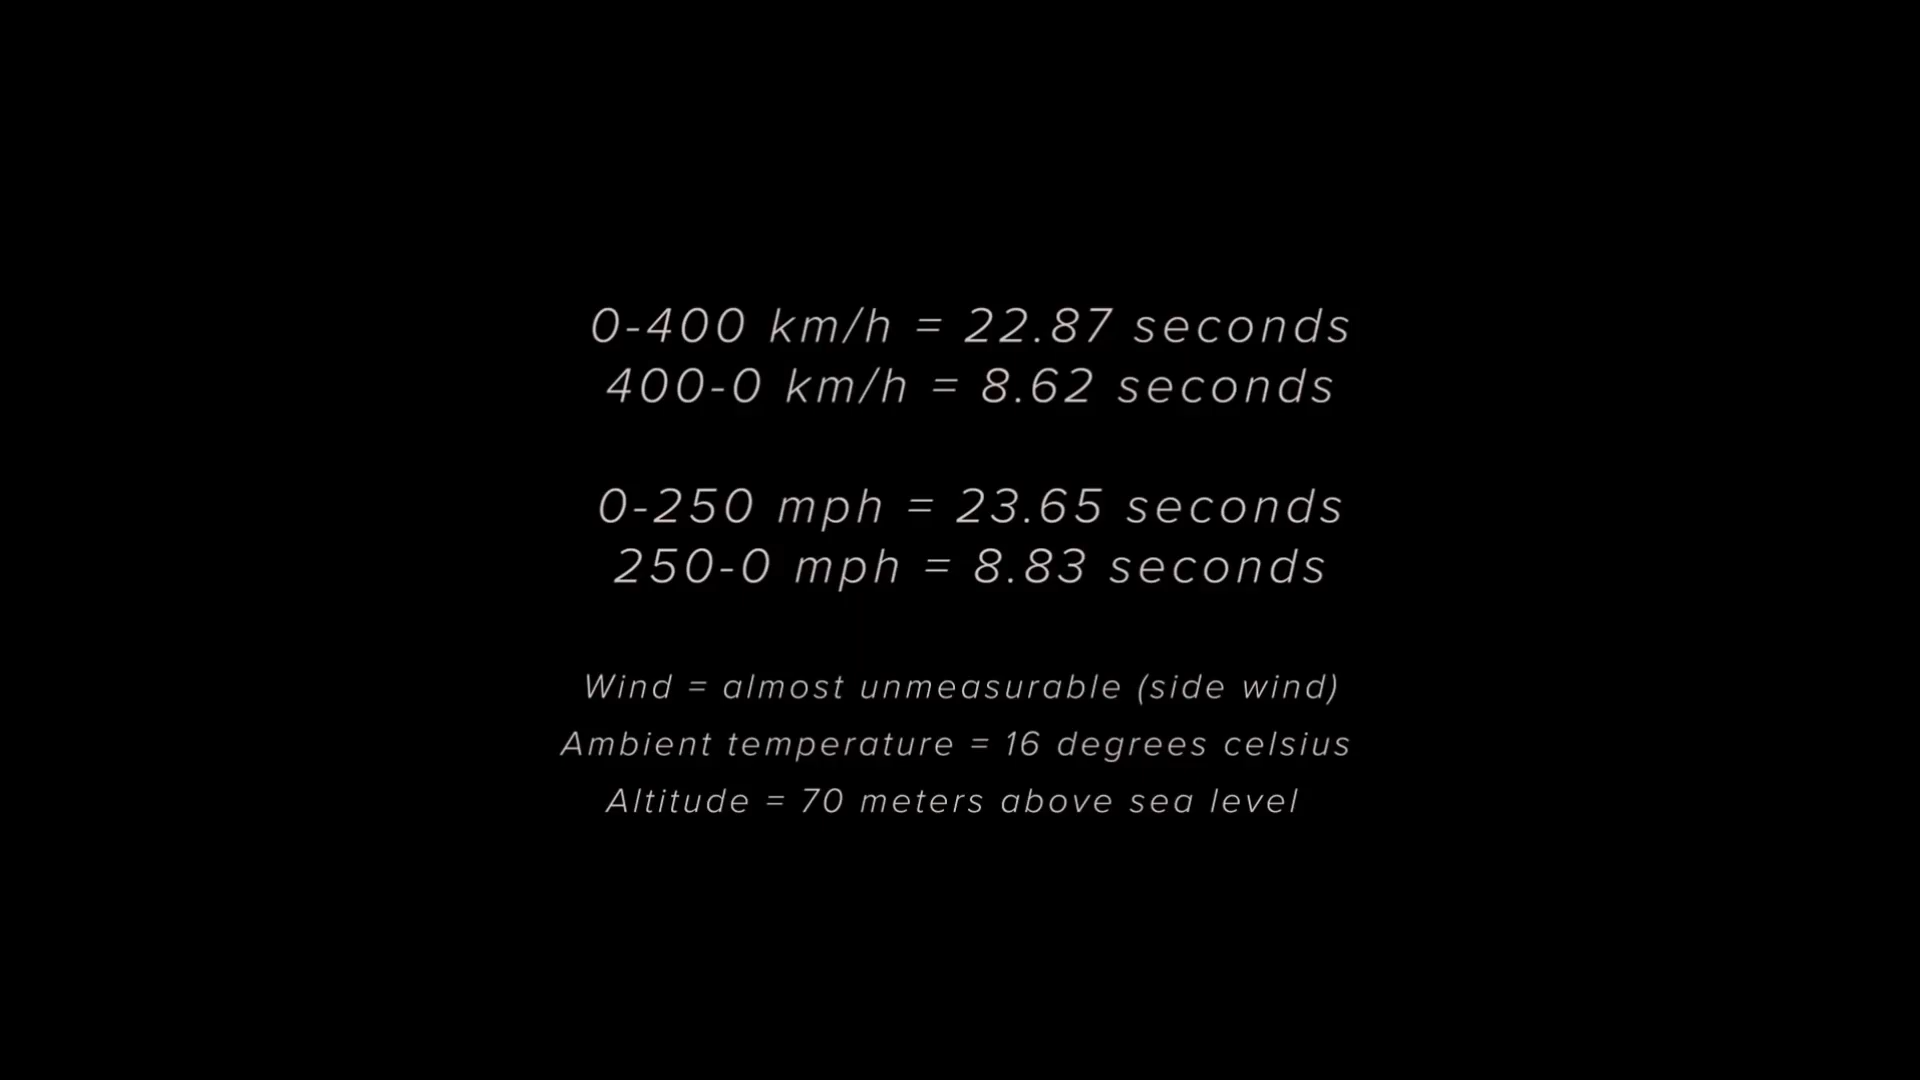 0-400 km/h = 22.87 seconds
400-0 km/h = 8.62 seconds
0-250 mph = 23.65 seconds
250-0 mph = 8.83 seconds
Wind = almost unmeasurable (side wind)
Ambient temperature = 16 degrees celsius
Altitude = 70 meters above sea level